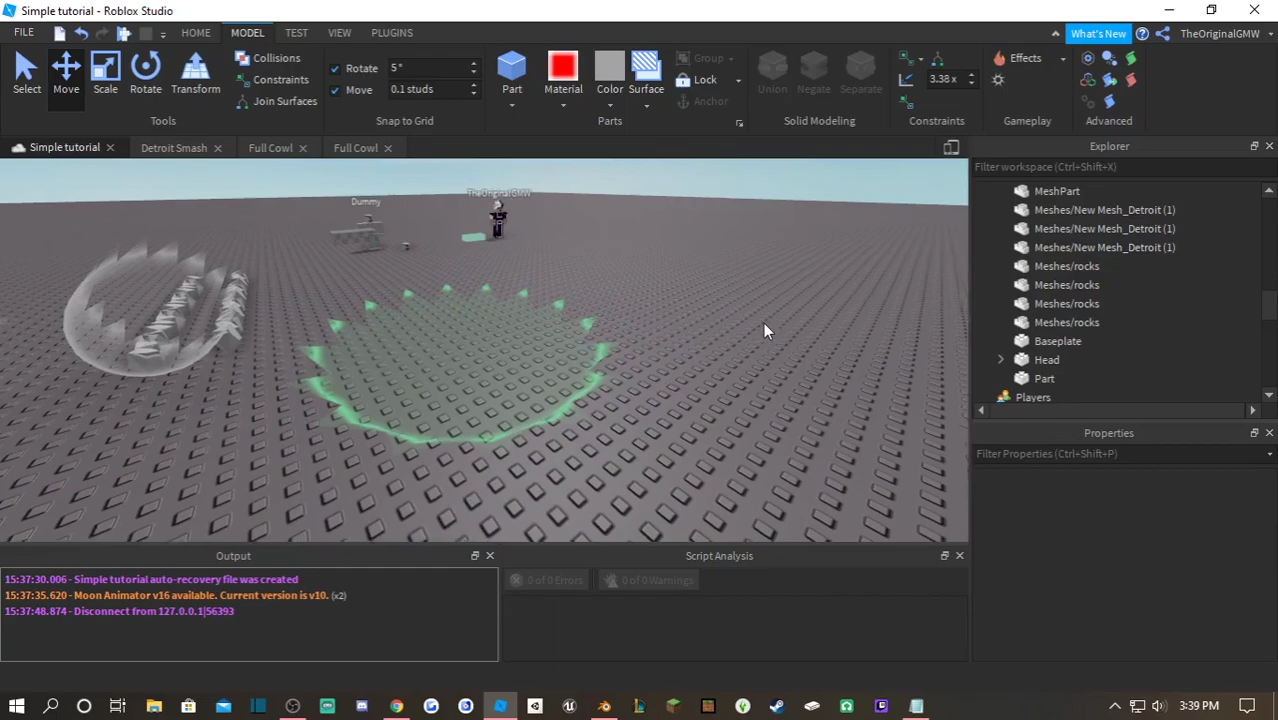 Simple tutorial - Roblox Studio
FILE HOME MODEL TEST VIEW PLUGINS What's New TheOriginalGMW
Select Move Scale Rotate Transform
Tools
Collisions
Constraints
Join Surfaces
Rotate 5°
Move 0.1 studs
Snap to Grid
Part Material Color Surface
Group
Lock
Anchor
Parts
Union Negate Separate
Solid Modeling
3.38 x
Constraints
Effects
Gameplay
Advanced
Simple tutorial Detroit Smash Full Cowl Full Cowl
Dummy
TheOriginalGMW
Explorer
Filter workspace (Ctrl+Shift+X)
MeshPart
Meshes/New Mesh_Detroit (1)
Meshes/New Mesh_Detroit (1)
Meshes/New Mesh_Detroit (1)
Meshes/rocks
Meshes/rocks
Meshes/rocks
Meshes/rocks
Baseplate
Head
Part
Players
Properties
Filter Properties (Ctrl+Shift+P)
Output
15:37:30.006 - Simple tutorial auto-recovery file was created
15:37:35.620 - Moon Animator v16 available. Current version is v10. (x2)
15:37:48.874 - Disconnect from 127.0.0.1|56393
Script Analysis
0 of 0 Errors 0 of 0 Warnings
3:39 PM